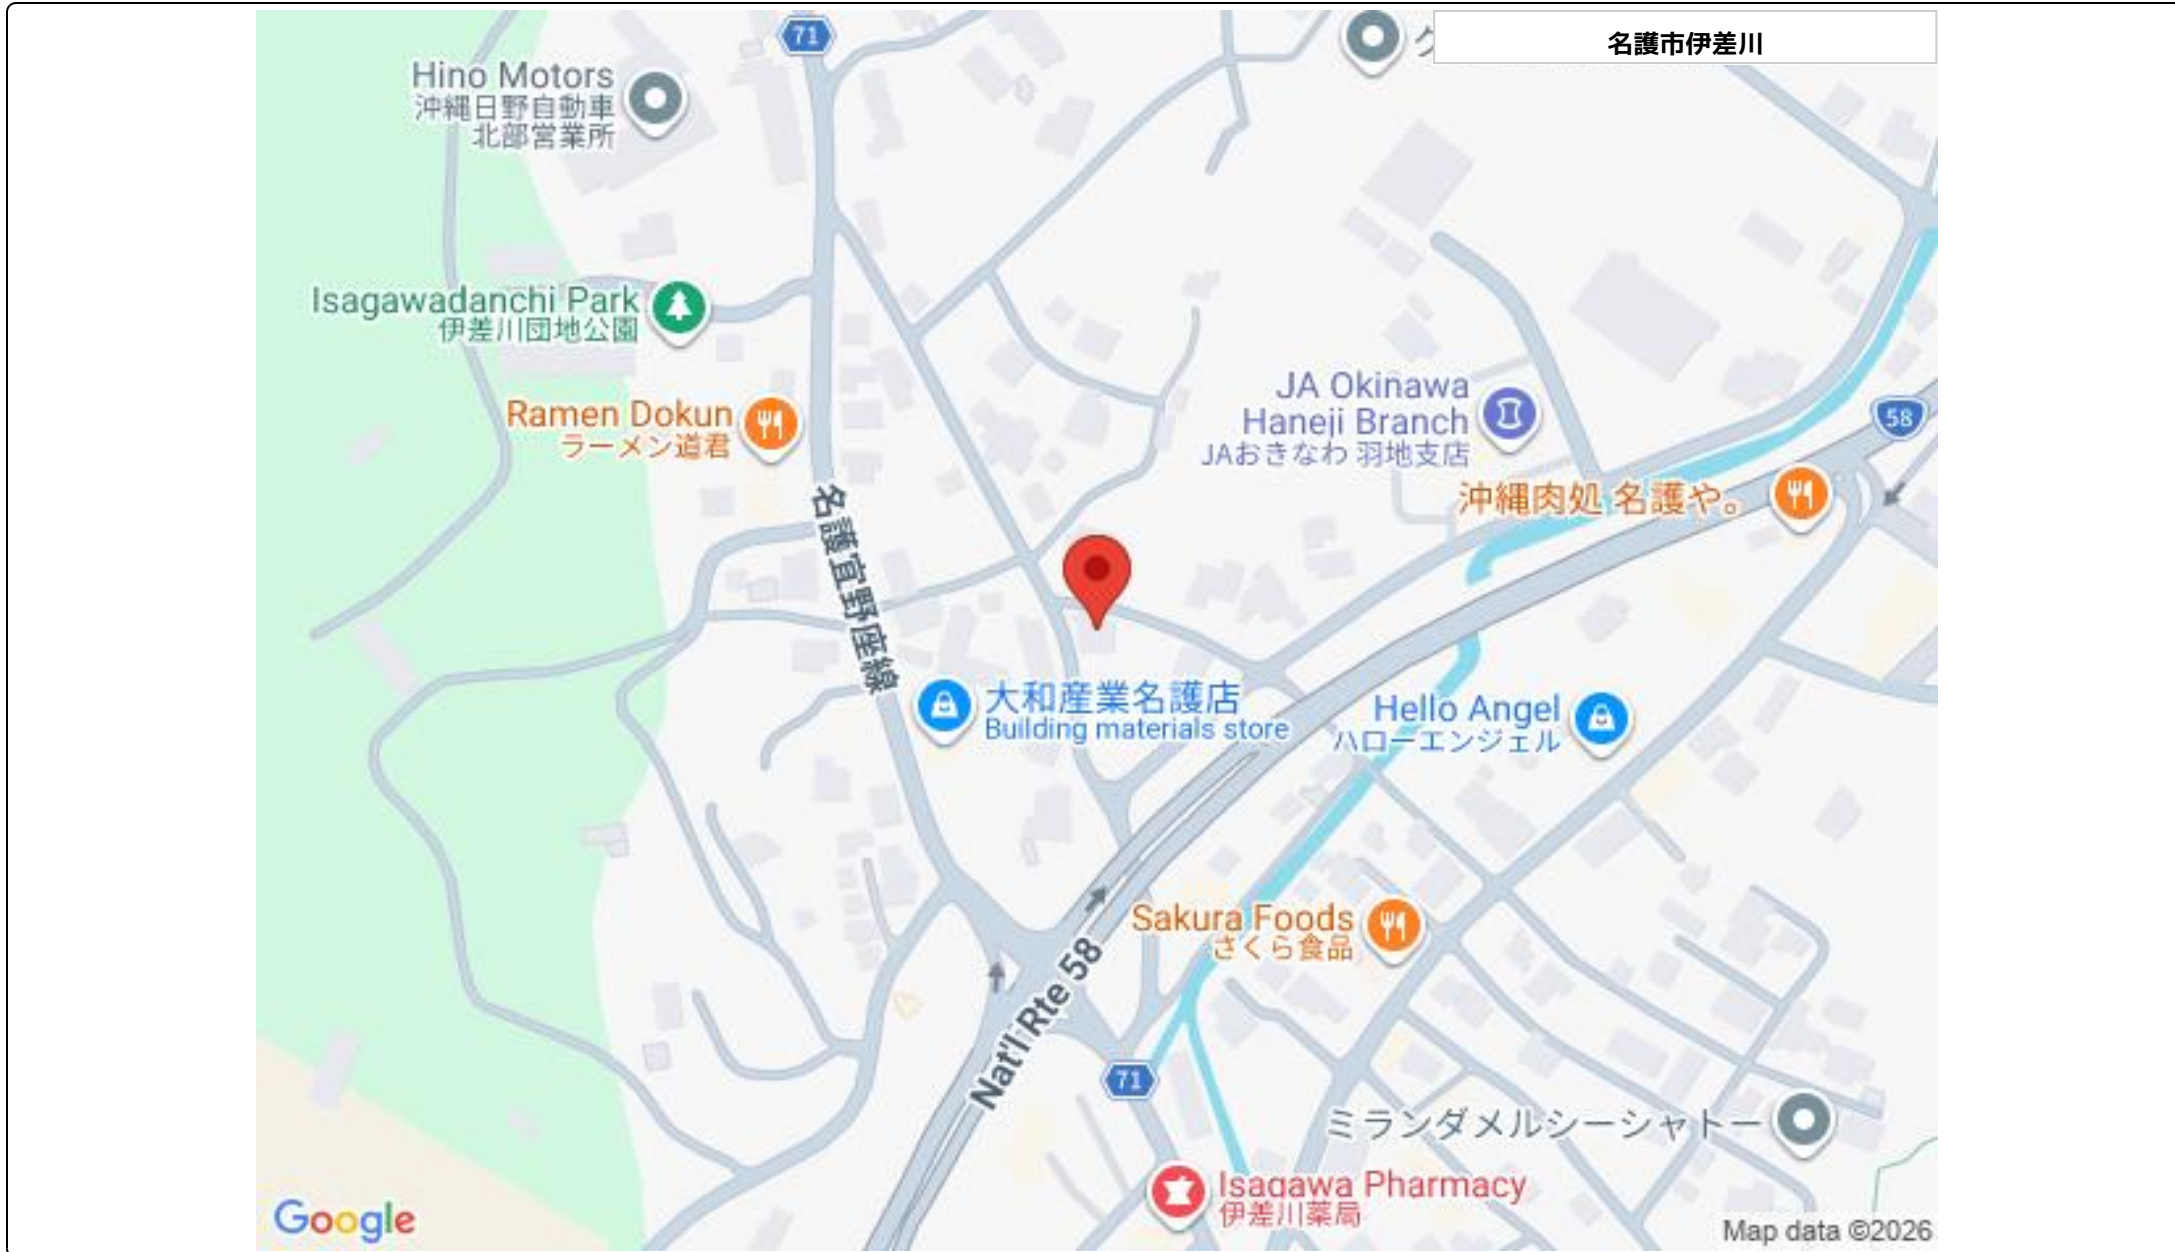 71
名護市伊差川
Hino Motors
沖縄日野自動車
北部営業所
Isagawadanchi Park
伊差川団地公園
Ramen Dokun
ラーメン道君
JA Okinawa
Haneji Branch
JAおきなわ 羽地支店
58
沖縄肉処 名護や。
名護宜野座線
大和産業名護店
Building materials store
Hello Angel
ハローエンジェル
Sakura Foods
さくら食品
Nat'l Rte 58
71
ミランダメルシーシャトー
Isagawa Pharmacy
伊差川薬局
Google
Map data ©2026